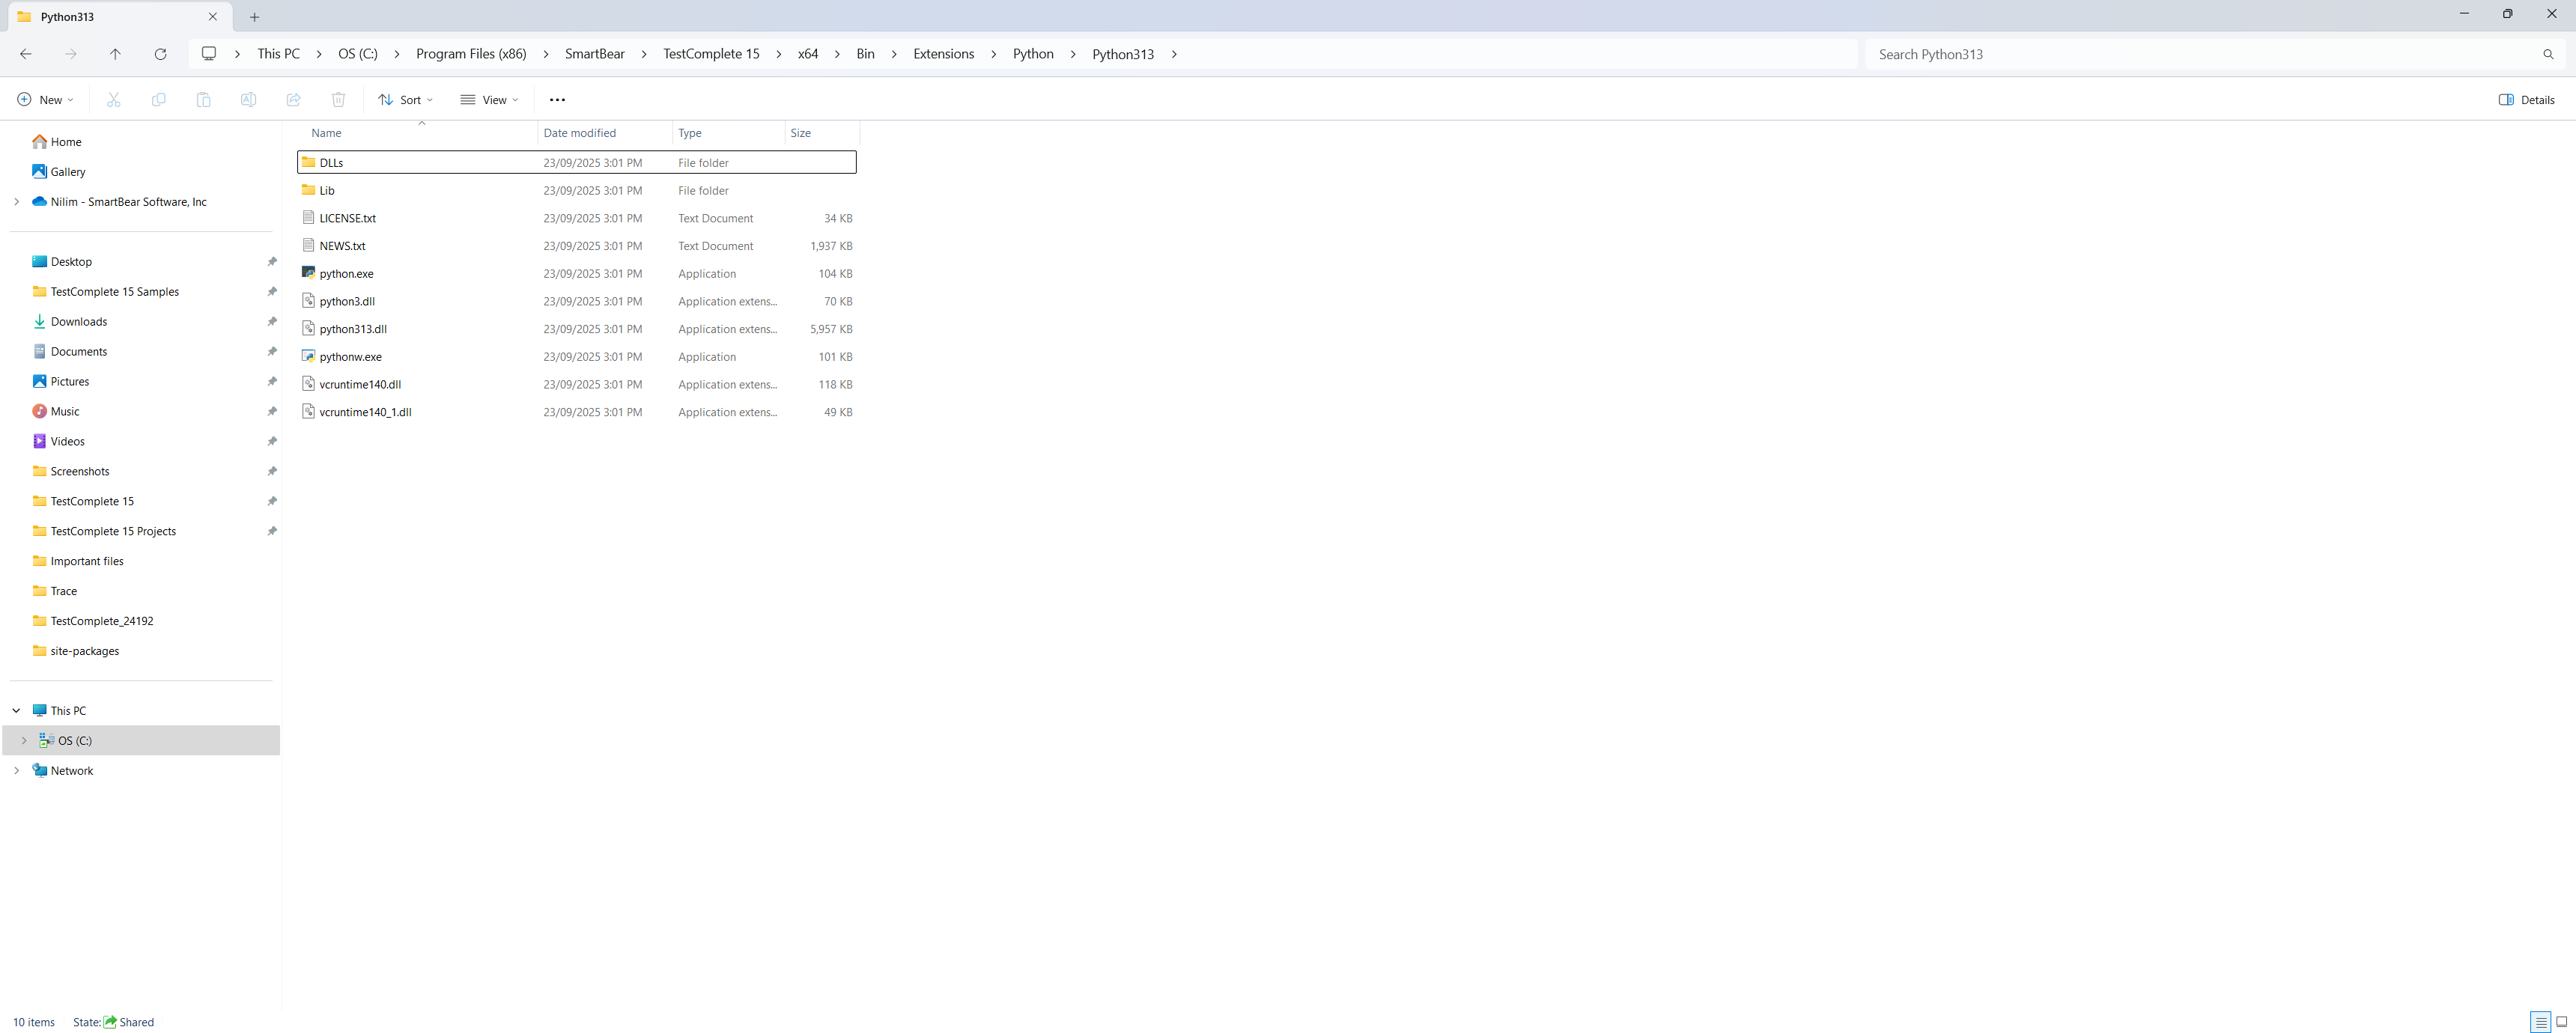 Python313
This PC > OS (C:) > Program Files (x86) > SmartBear > TestComplete 15 > x64 > Bin > Extensions > Python > Python313 >
Search Python313
New
Sort
View
Details
Name Date modified Type Size
DLLs 23/09/2025 3:01 PM File folder
Lib 23/09/2025 3:01 PM File folder
LICENSE.txt 23/09/2025 3:01 PM Text Document 34 KB
NEWS.txt 23/09/2025 3:01 PM Text Document 1,937 KB
python.exe 23/09/2025 3:01 PM Application 104 KB
python3.dll 23/09/2025 3:01 PM Application extens... 70 KB
python313.dll 23/09/2025 3:01 PM Application extens... 5,957 KB
pythonw.exe 23/09/2025 3:01 PM Application 101 KB
vcruntime140.dll 23/09/2025 3:01 PM Application extens... 118 KB
vcruntime140_1.dll 23/09/2025 3:01 PM Application extens... 49 KB
Home
Gallery
Nilim - SmartBear Software, Inc
Desktop
TestComplete 15 Samples
Downloads
Documents
Pictures
Music
Videos
Screenshots
TestComplete 15
TestComplete 15 Projects
Important files
Trace
TestComplete_24192
site-packages
This PC
OS (C:)
Network
10 items State: Shared